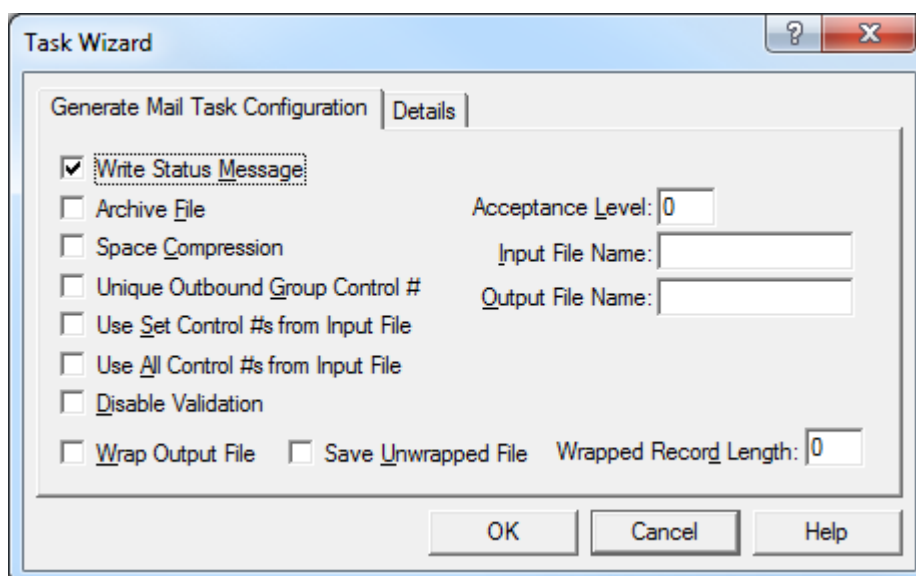 Task Wizard
Generate Mail Task Configuration Details
Write Status Message
Archive File Acceptance Level: 0
Space Compression Input File Name:
Unique Outbound Group Control # Output File Name:
Use Set Control #s from Input File
Use All Control #s from Input File
Disable Validation
Wrap Output File Save Unwrapped File Wrapped Record Length: 0
OK Cancel Help